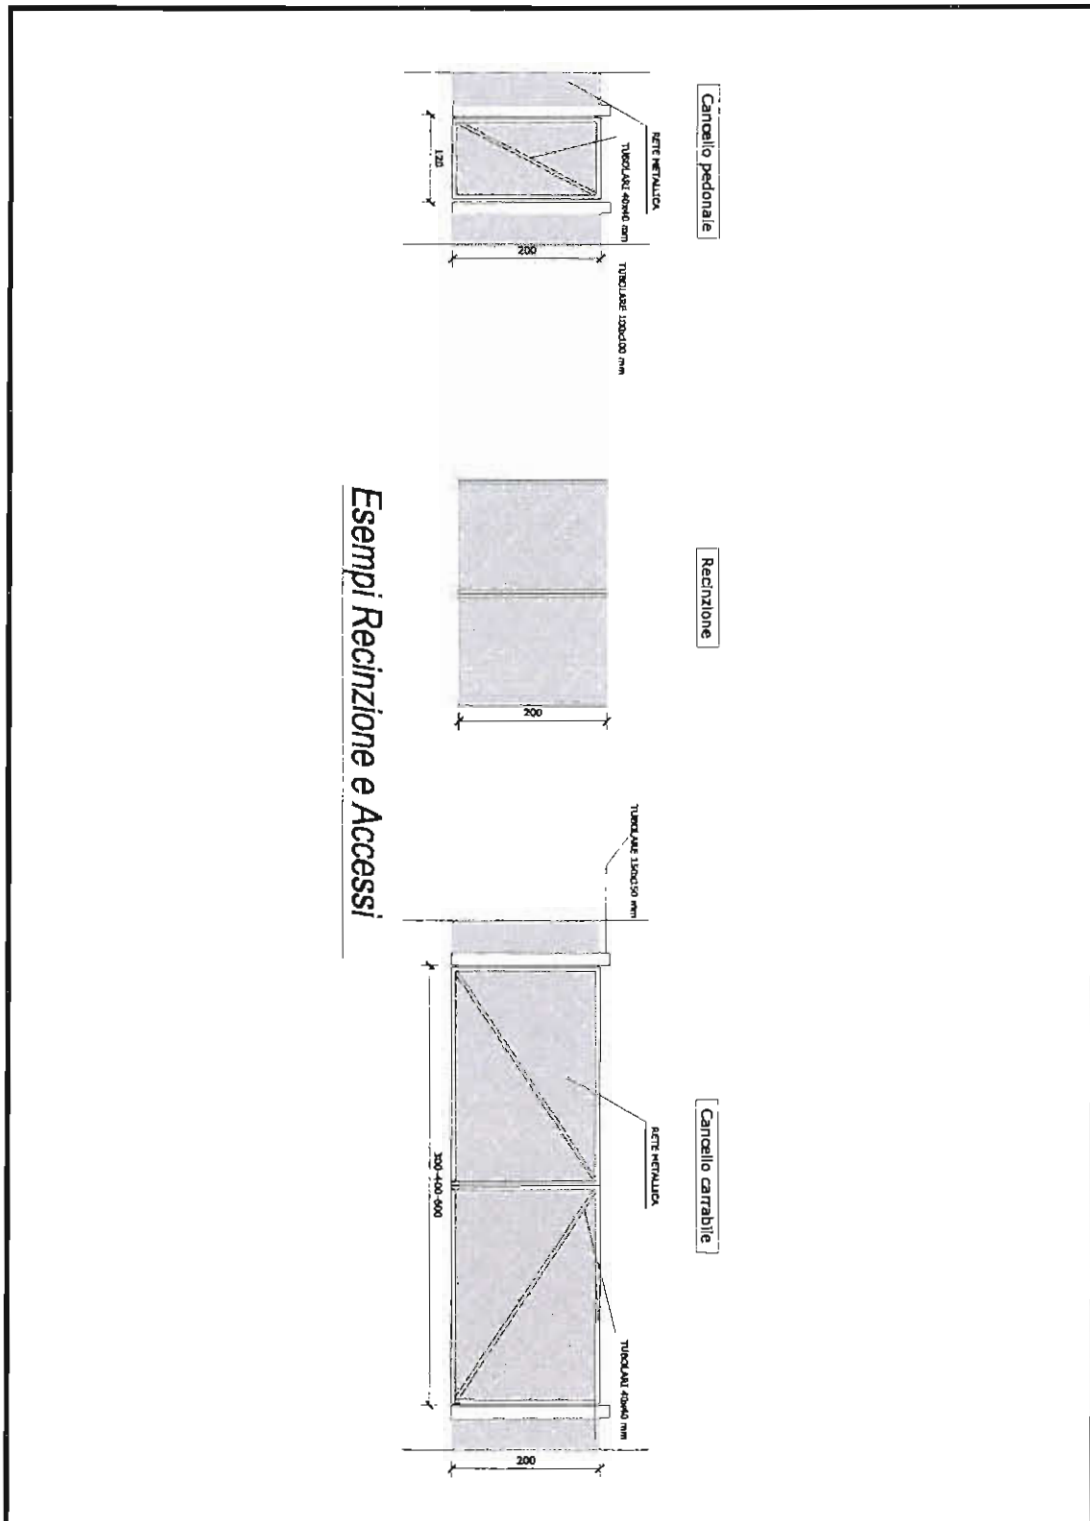 Cancello pedonale
RETE METALLICA
TUBOLARI 40x40 mm
120
200
TUBOLARE 100x100 mm
Recinzione
200
Cancello carrabile
TUBOLARE 150x150 mm
RETE METALLICA
TUBOLARI 40x40 mm
300-400-600
200
Esempi Recinzione e Accessi